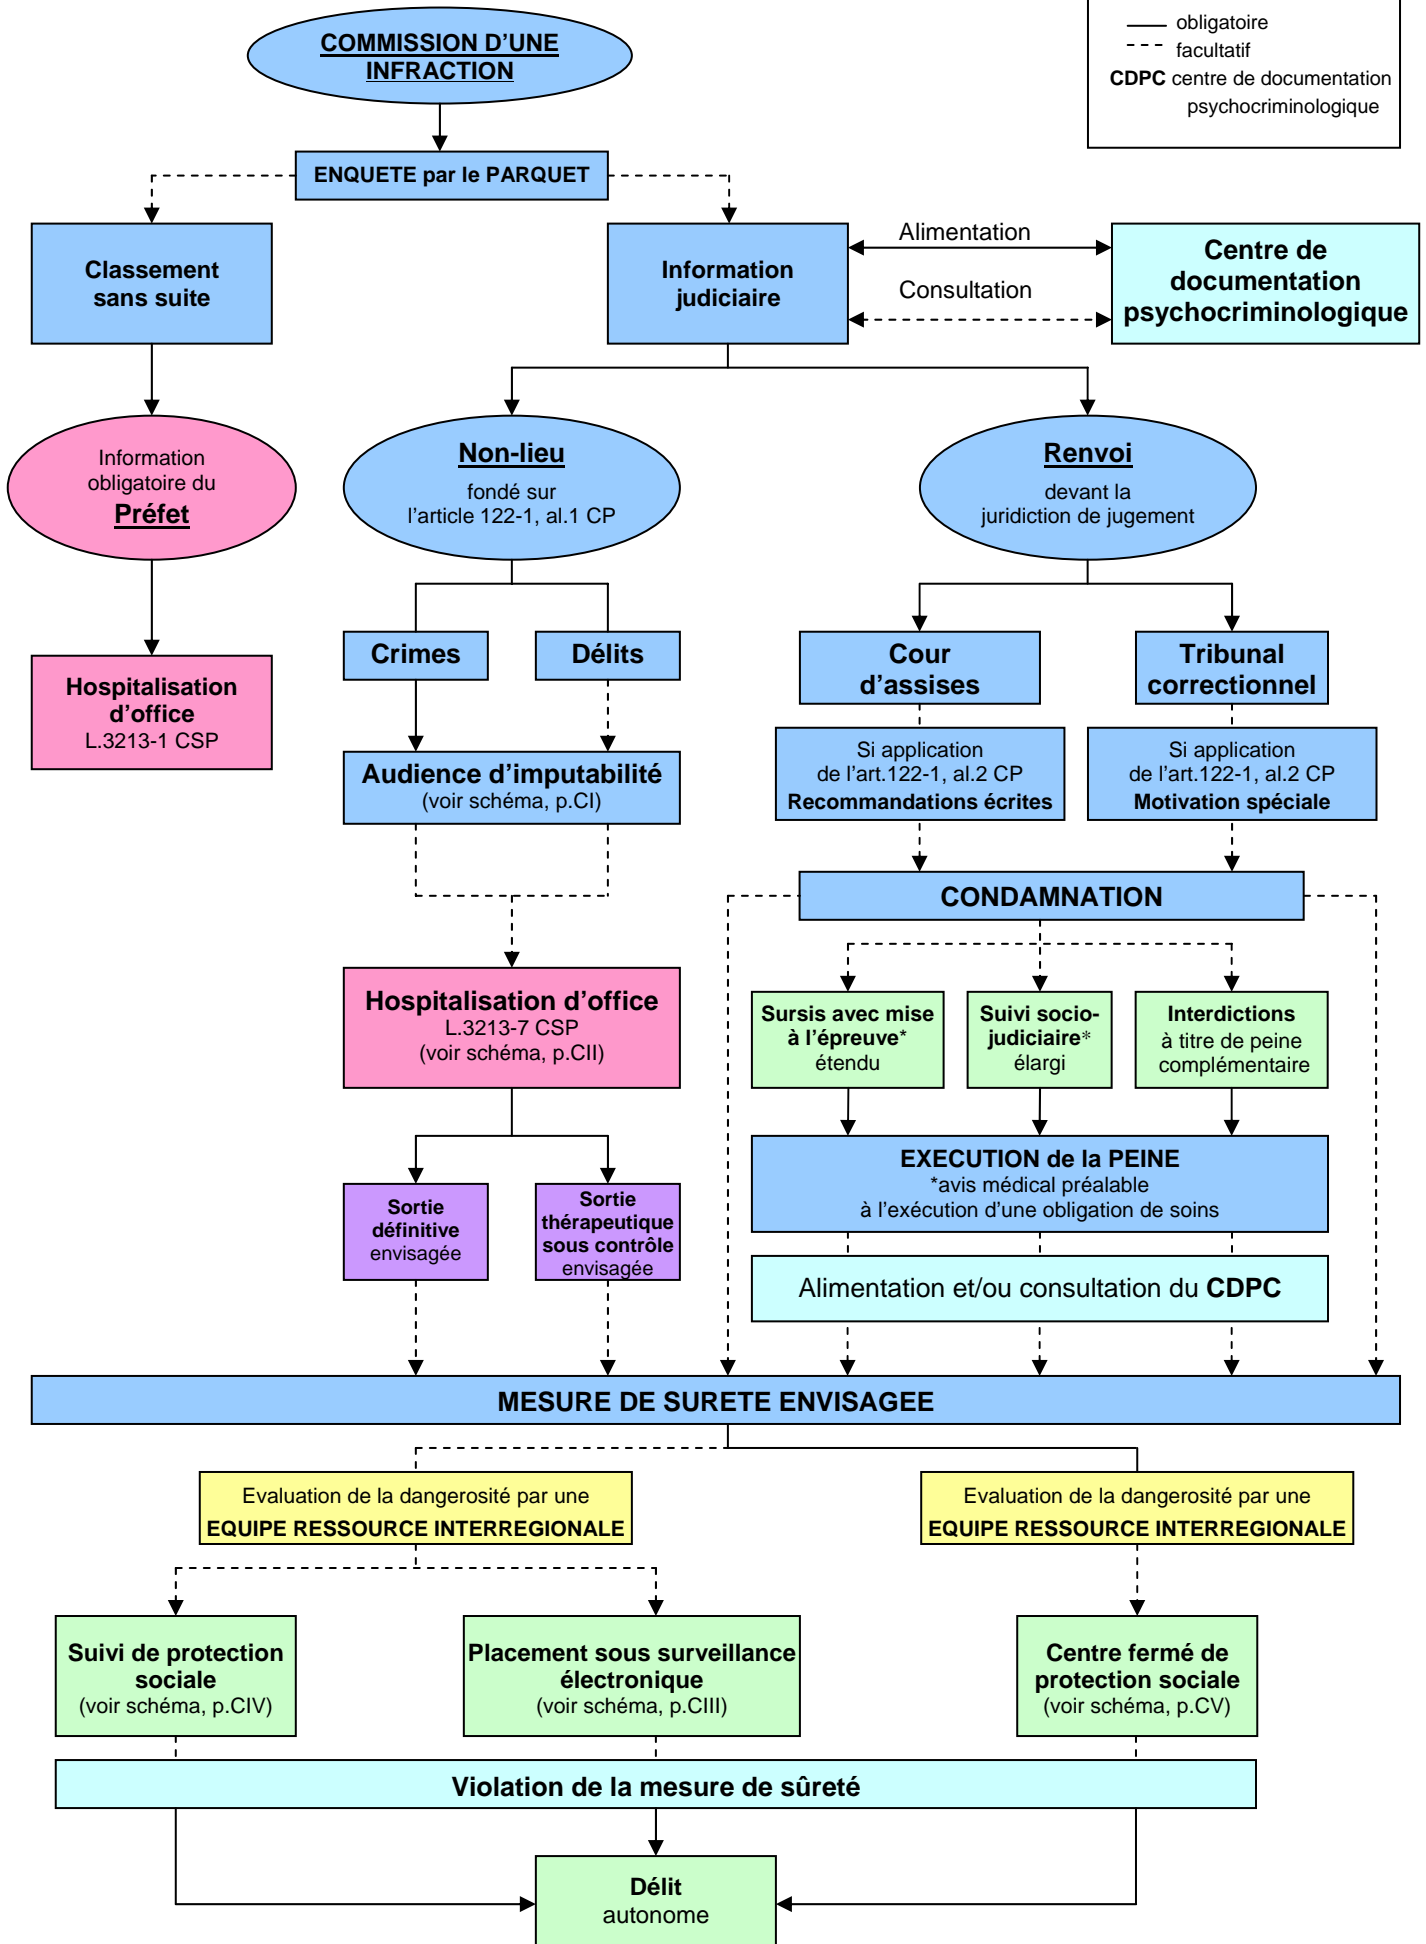 obligatoire
facultatif
CDPC centre de documentation
psychocriminologique
COMMISSION D'UNE
INFRACTION
ENQUETE par le PARQUET
Classement
sans suite
Information
judiciaire
Alimentation
Consultation
Centre de
documentation
psychocriminologique
Information
obligatoire du
Préfet
Non-lieu
fondé sur
l'article 122-1, al.1 CP
Renvoi
devant la
juridiction de jugement
Hospitalisation
d'office
L.3213-1 CSP
Crimes
Délits
Cour
d'assises
Tribunal
correctionnel
Audience d'imputabilité
(voir schéma, p.CI)
Si application
de l'art.122-1, al.2 CP
Recommandations écrites
Si application
de l'art.122-1, al.2 CP
Motivation spéciale
CONDAMNATION
Hospitalisation d'office
L.3213-7 CSP
(voir schéma, p.CII)
Sursis avec mise
à l'épreuve*
étendu
Suivi socio-
judiciaire*
élargi
Interdictions
à titre de peine
complémentaire
EXECUTION de la PEINE
*avis médical préalable
à l'exécution d'une obligation de soins
Sortie
définitive
envisagée
Sortie
thérapeutique
sous contrôle
envisagée
Alimentation et/ou consultation du CDPC
MESURE DE SURETE ENVISAGEE
Evaluation de la dangerosité par une
EQUIPE RESSOURCE INTERREGIONALE
Evaluation de la dangerosité par une
EQUIPE RESSOURCE INTERREGIONALE
Suivi de protection
sociale
(voir schéma, p.CIV)
Placement sous surveillance
électronique
(voir schéma, p.CIII)
Centre fermé de
protection sociale
(voir schéma, p.CV)
Violation de la mesure de sûreté
Délit
autonome